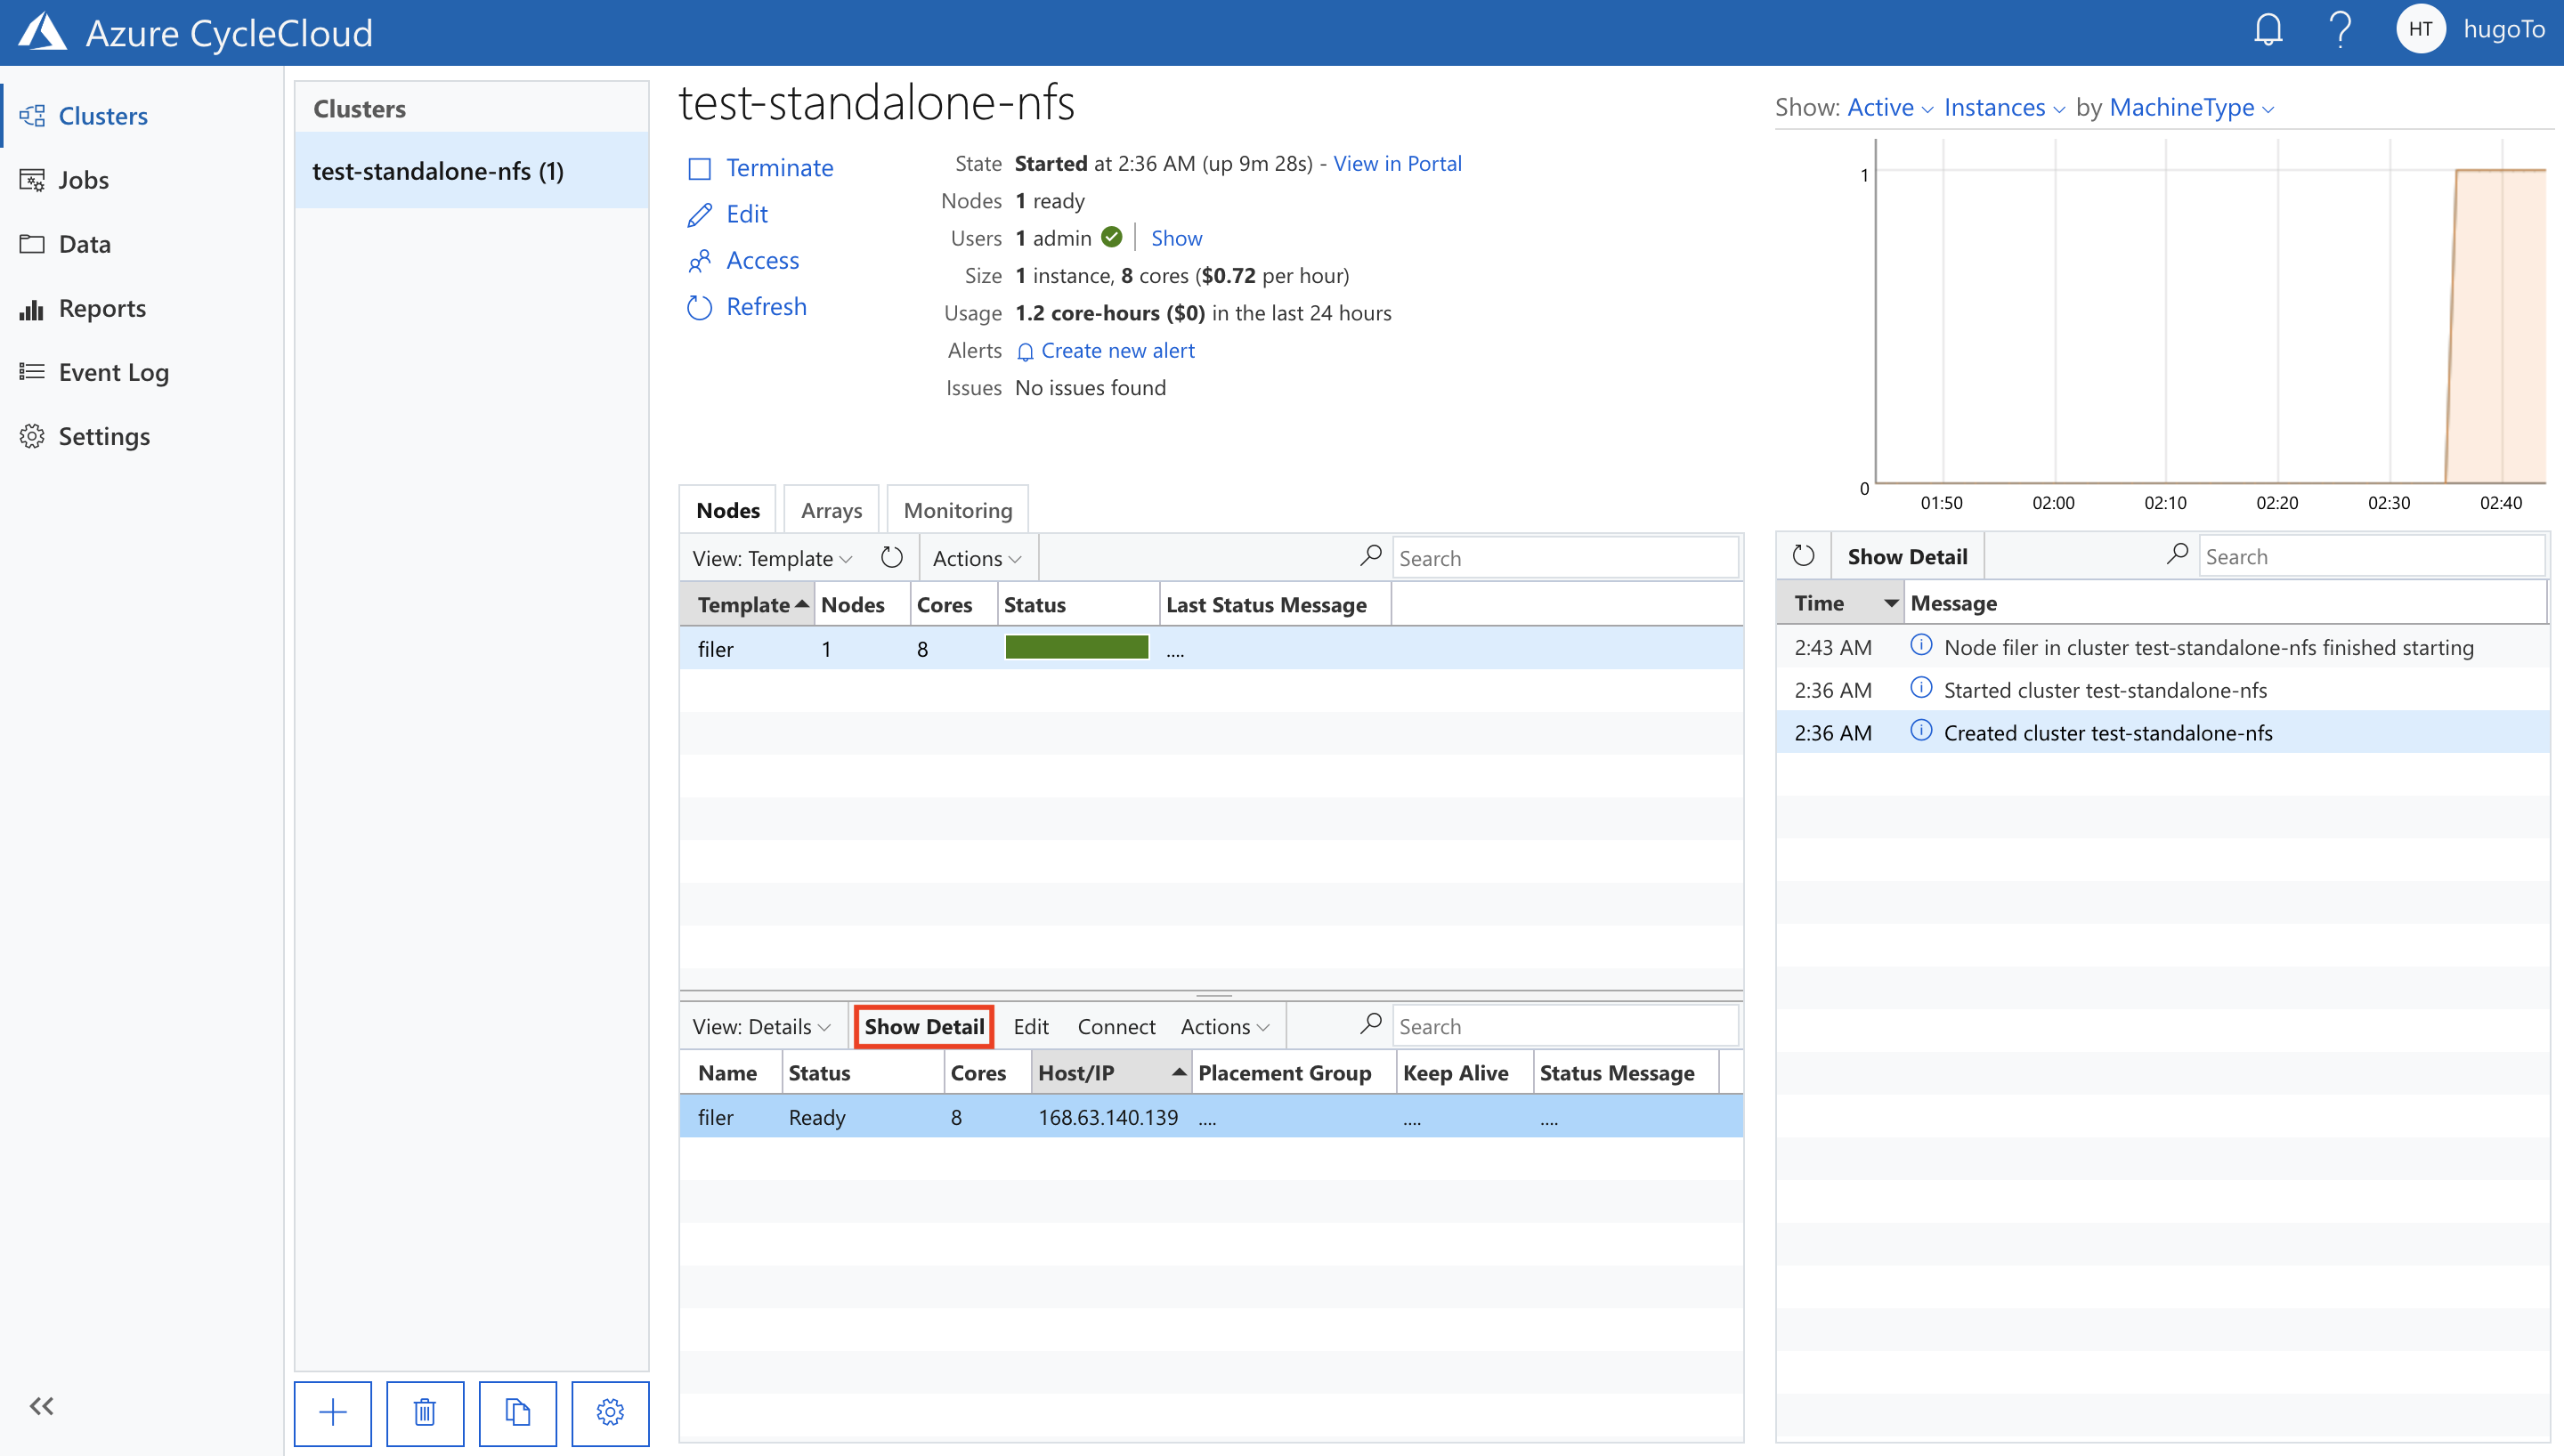 Azure CycleCloud
HT hugoTo
Clusters
Jobs
Data
Reports
Event Log
Settings
Clusters
test-standalone-nfs (1)
test-standalone-nfs
Terminate
Edit
Access
Refresh
State Started at 2:36 AM (up 9m 28s) - View in Portal
Nodes 1 ready
Users 1 admin Show
Size 1 instance, 8 cores ($0.72 per hour)
Usage 1.2 core-hours ($0) in the last 24 hours
Alerts Create new alert
Issues No issues found
Show: Active Instances by MachineType
1
0
01:50 02:00 02:10 02:20 02:30 02:40
Nodes Arrays Monitoring
View: Template Actions Search
Template Nodes Cores Status Last Status Message
filer 1 8 ....
View: Details Show Detail Edit Connect Actions Search
Name Status Cores Host/IP Placement Group Keep Alive Status Message
filer Ready 8 168.63.140.139 .... .... ....
Show Detail Search
Time Message
2:43 AM Node filer in cluster test-standalone-nfs finished starting
2:36 AM Started cluster test-standalone-nfs
2:36 AM Created cluster test-standalone-nfs